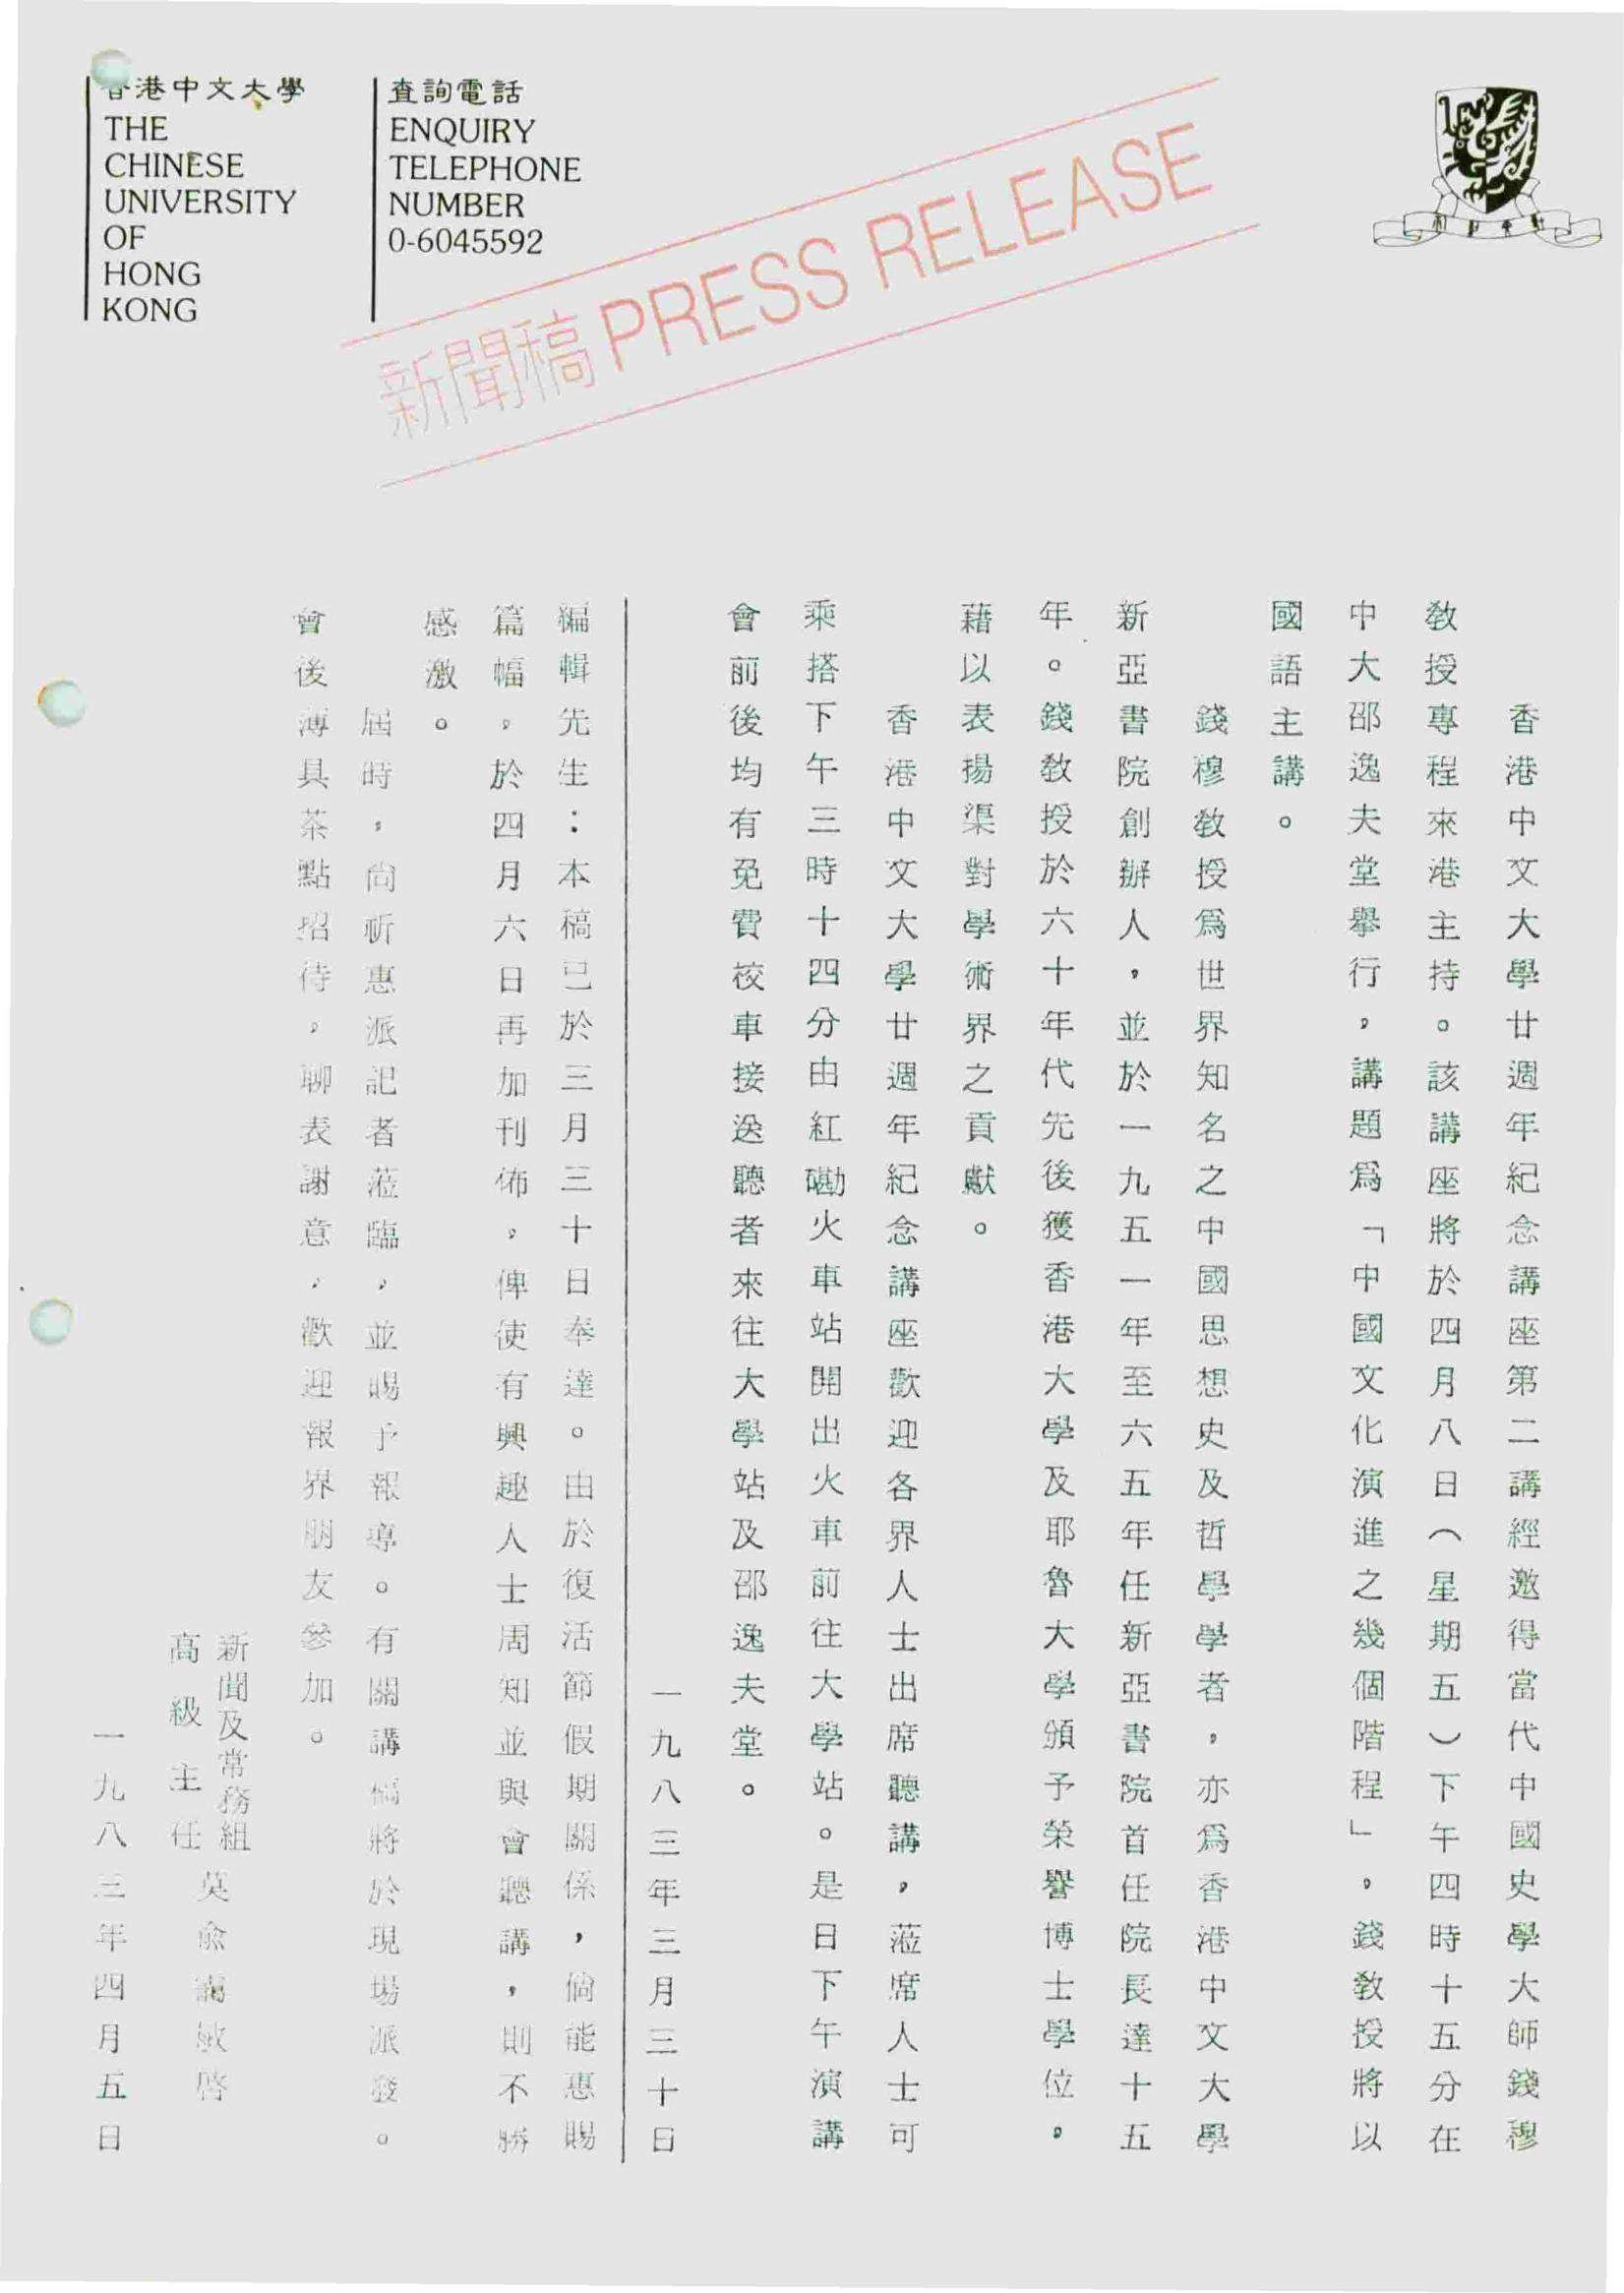 香港中文大學
THE
CHINESE
UNIVERSITY
OF
HONG
KONG
查詢電話
ENQUIRY
TELEPHONE
NUMBER
0-6045592
新聞稿 PRESS RELEASE
香港中文大學廿週年紀念講座第二講經邀得當代中國史學大師錢穆
教授專程來港主持。該講座將於四月八日（星期五）下午四時十五分在
中大邵逸夫堂舉行，講題爲「中國文化演進之幾個階程」。錢教授將以
國語主講。
錢穆教授爲世界知名之中國思想史及哲學學者，亦爲香港中文大學
新亞書院創辦人，並於一九五一年至六五年任新亞書院首任院長達十五
年。錢教授於六十年代先後獲香港大學及耶魯大學頒予榮譽博士學位。
藉以表揚渠對學術界之貢獻。
香港中文大學廿週年紀念講座歡迎各界人士出席聽講，蒞席人士可
乘搭下午三時十四分由紅磡火車站開出火車前往大學站。是日下午演講
會前後均有免費校車接送聽者來往大學站及邵逸夫堂。
一九八三年三月三十日
編輯先生：本稿已於三月三十日奉達。由於復活節假期關係，倘能惠賜
篇幅，於四月六日再加刊佈，俾使有興趣人士周知並與會聽講，則不勝
感激。
屆時，尚祈惠派記者蒞臨，並賜予報導。有關講稿將於現場派發。
會後薄具茶點招待，聊表謝意，歡迎報界朋友參加。
新聞及常務組
高級主任
吳俞靄敏啓
一九八三年四月五日